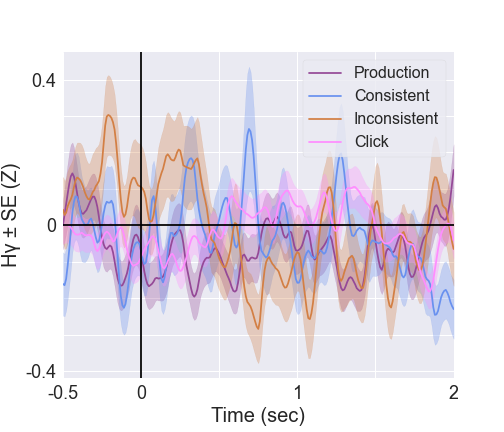 Production
Consistent
Inconsistent
Click
0.4
0
-0.4
Hγ ± SE (Z)
-0.5 0 1 2
Time (sec)